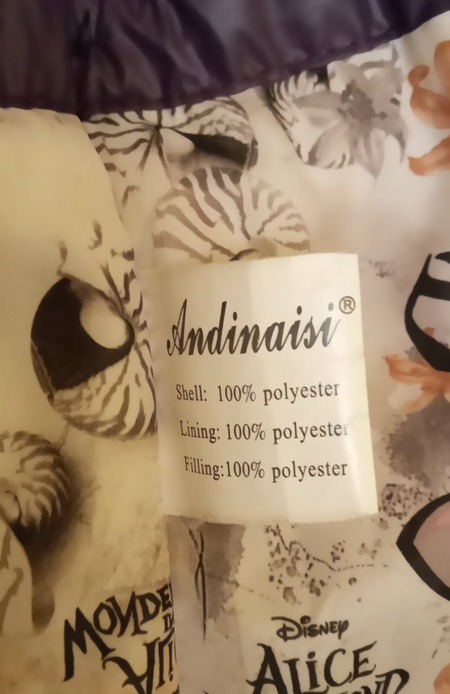 Andinaisi®
Shell: 100% polyester
Lining: 100% polyester
Filling:100% polyester
DISNEY
ALICE